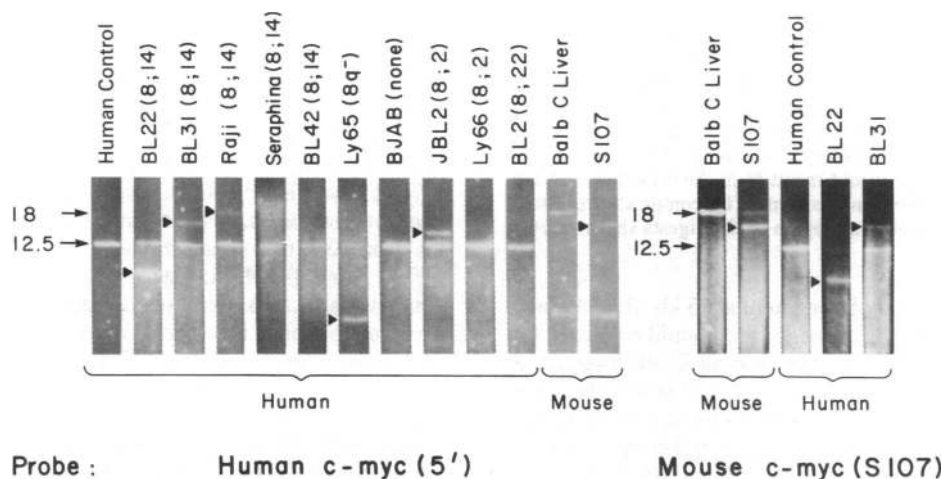 Human Control
BL22 (8;14)
BL31 (8;14)
Raji (8;14)
Seraphina (8;14)
BL42 (8;14)
Ly65 (8q⁻)
BJAB (none)
JBL2 (8;2)
Ly66 (8;2)
BL2 (8;22)
Balb C Liver
S107
Balb C Liver
S107
Human Control
BL22
BL31
18
12.5
18
12.5
Human
Mouse
Mouse
Human
Probe : Human c-myc (5') Mouse c-myc (S107)